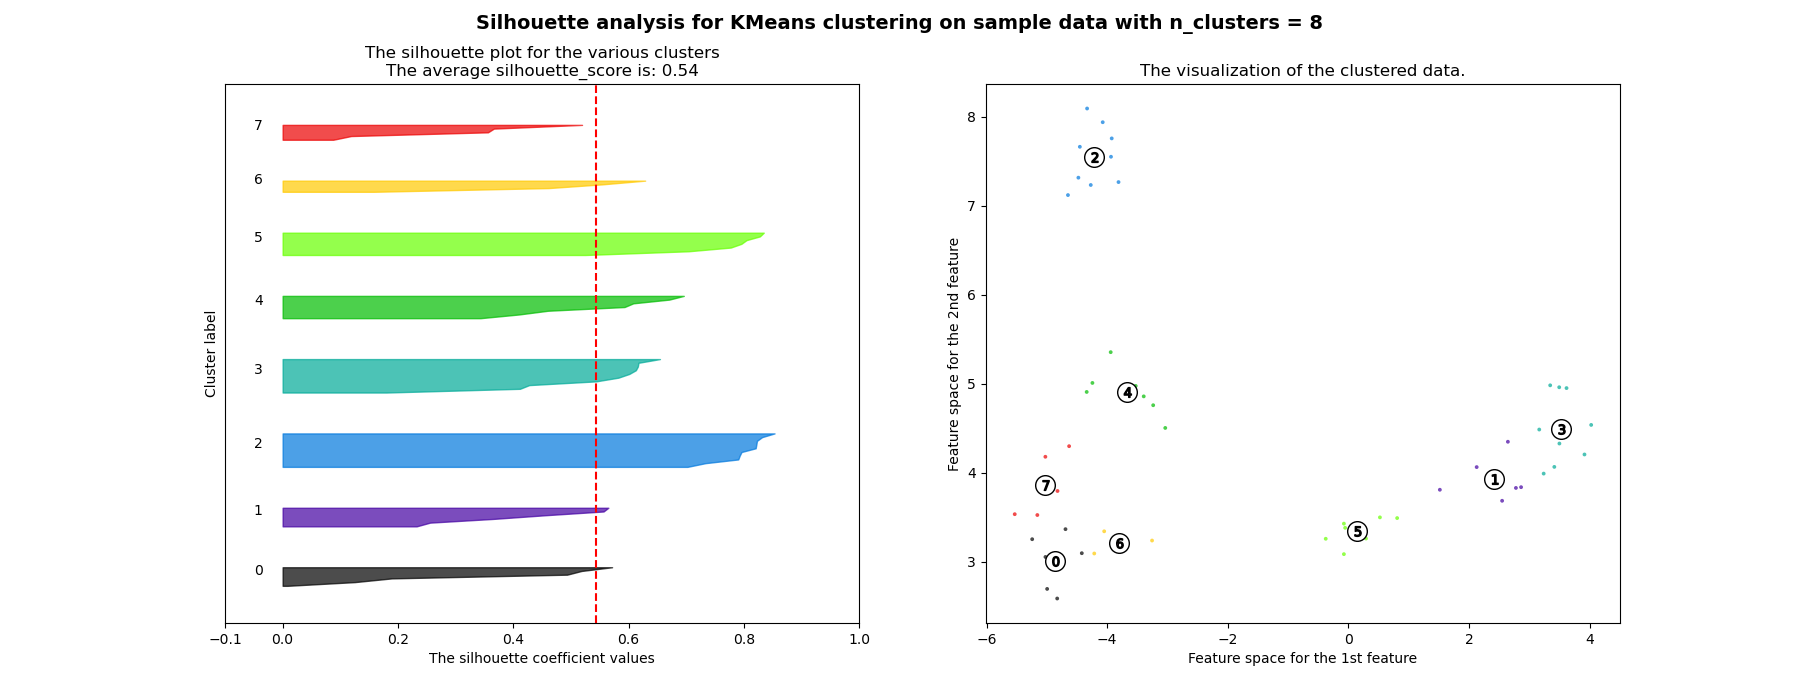 Silhouette analysis for KMeans clustering on sample data with n_clusters = 8
The silhouette plot for the various clusters
The average silhouette_score is: 0.54
7
6
5
4
3
2
1
0
Cluster label
−0.1 0.0 0.2 0.4 0.6 0.8 1.0
The silhouette coefficient values
The visualization of the clustered data.
8
7
6
5
4
3
Feature space for the 2nd feature
2
4
3
1
7
5
6
0
−6 −4 −2 0 2 4
Feature space for the 1st feature